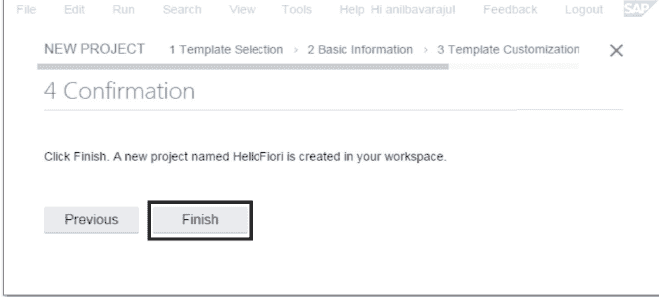 File Edit Run Search View Tools Help Hi anilbavarajul Feedback Logout SAP
NEW PROJECT 1 Template Selection > 2 Basic Information > 3 Template Customization ×
4 Confirmation
Click Finish. A new project named HelloFiori is created in your workspace.
Previous Finish